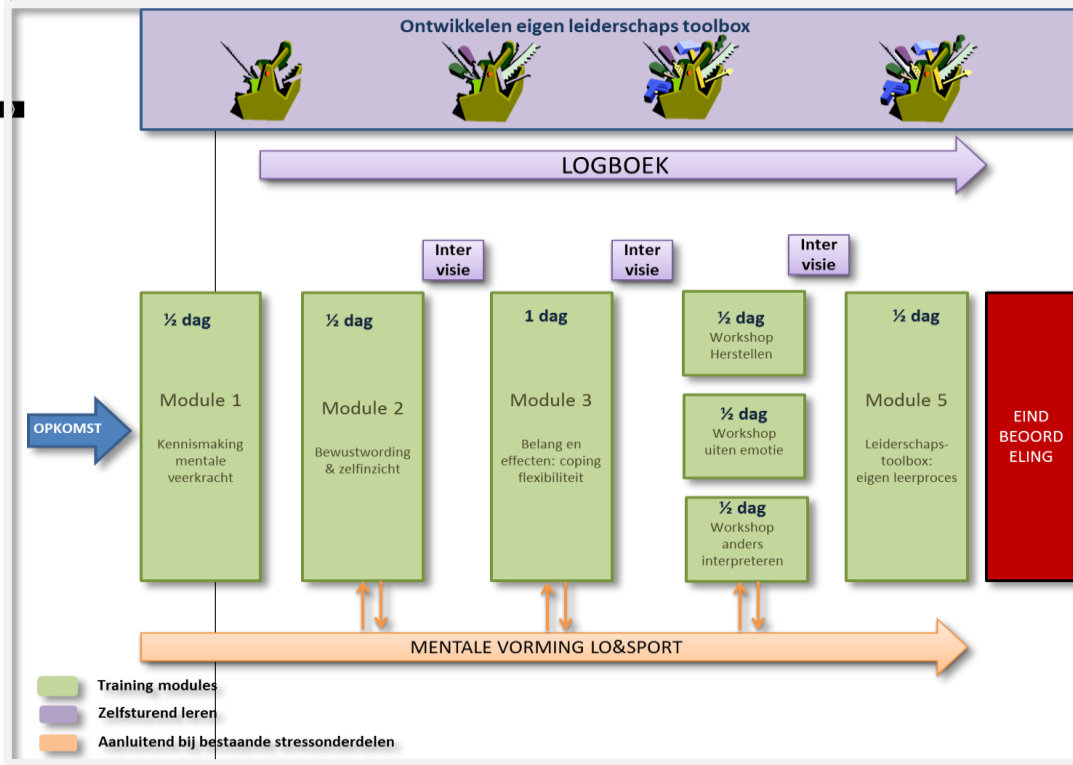 Ontwikkelen eigen leiderschaps toolbox
LOGBOEK
Inter
visie
Inter
visie
Inter
visie
OPKOMST
½ dag
Module 1
Kennismaking
mentale
veerkracht
½ dag
Module 2
Bewustwording
& zelfinzicht
1 dag
Module 3
Belang en
effecten: coping
flexibiliteit
½ dag
Workshop
Herstellen
½ dag
Workshop
uiten emotie
½ dag
Workshop
anders
interpreteren
½ dag
Module 5
Leiderschaps-
toolbox:
eigen leerproces
EIND
BEOORD
ELING
MENTALE VORMING LO&SPORT
Training modules
Zelfsturend leren
Aanluitend bij bestaande stressonderdelen